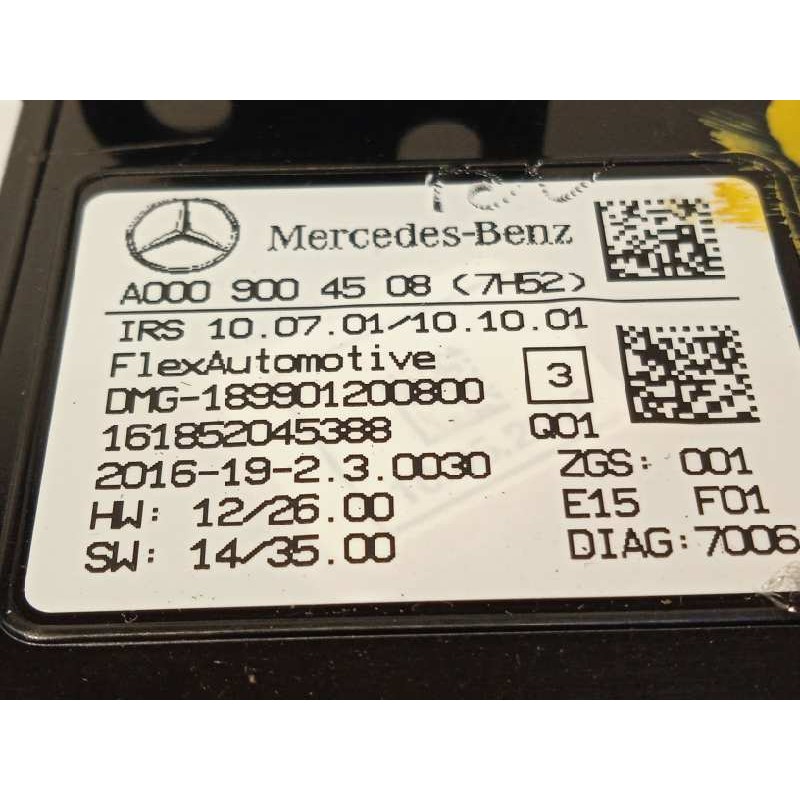 Mercedes-Benz
A000 900 45 08 (7H52)
IRS 10.07.01/10.10.01
FlexAutomotive
DMG-189901200800
3
161852045388 Q01
2016-19-2.3.0030 ZGS: 001
HW: 12/26.00 E15 F01
SW: 14/35.00 DIAG:7006